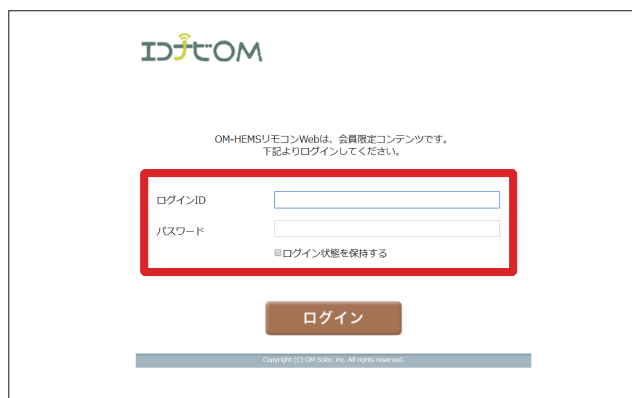 エコナビOM
OM-HEMSリモコンWebは、会員限定コンテンツです。
下記よりログインしてください。
ログインID
パスワード
ログイン状態を保持する
ログイン
Copyright (C) OM Solar, Inc. All rights reserved.